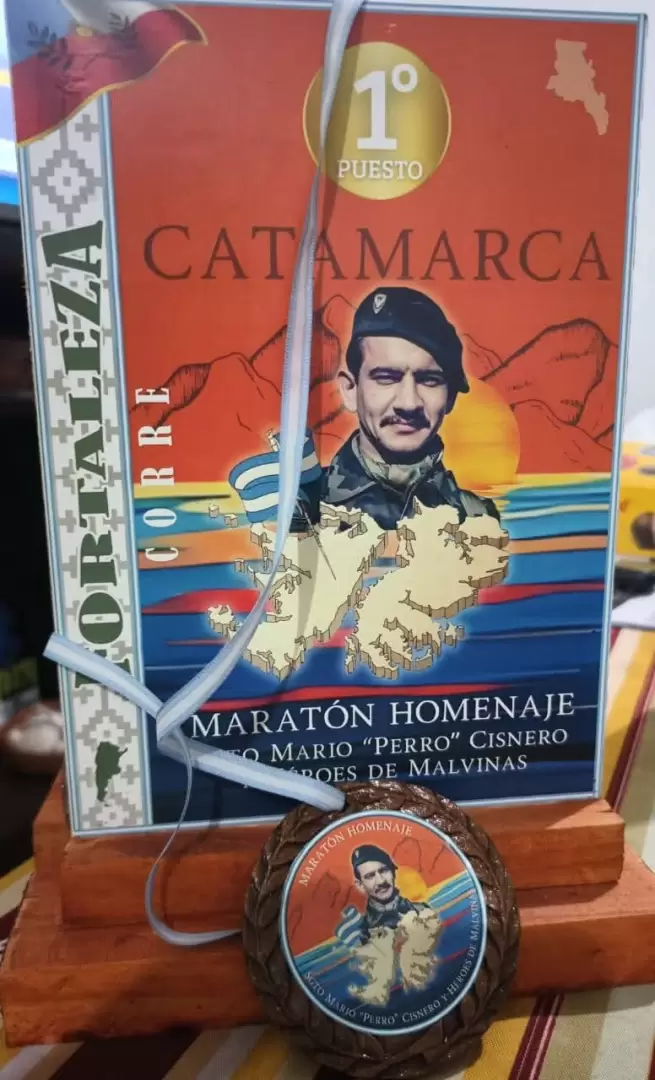 1º
PUESTO
CATAMARCA
FORTALEZA
CORRE
MARATÓN HOMENAJE
MARIO "PERRO" CISNERO
DE MALVINAS
MARATÓN HOMENAJE
SGTO MARIO "PERRO" CISNERO Y HÉROES DE MALVINAS